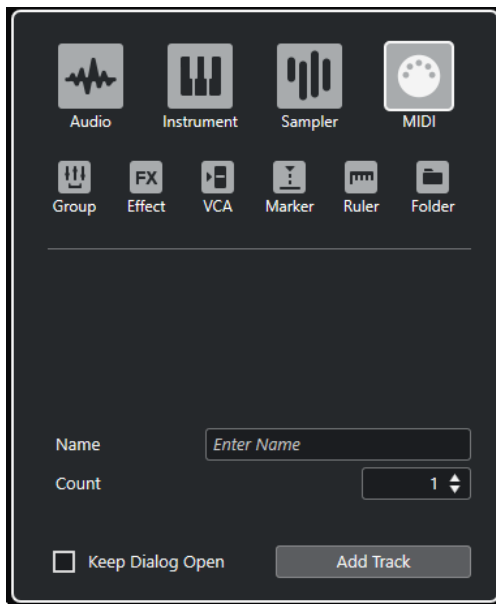 Audio Instrument Sampler MIDI
FX
Group Effect VCA Marker Ruler Folder
Name Enter Name
Count 1
Keep Dialog Open Add Track